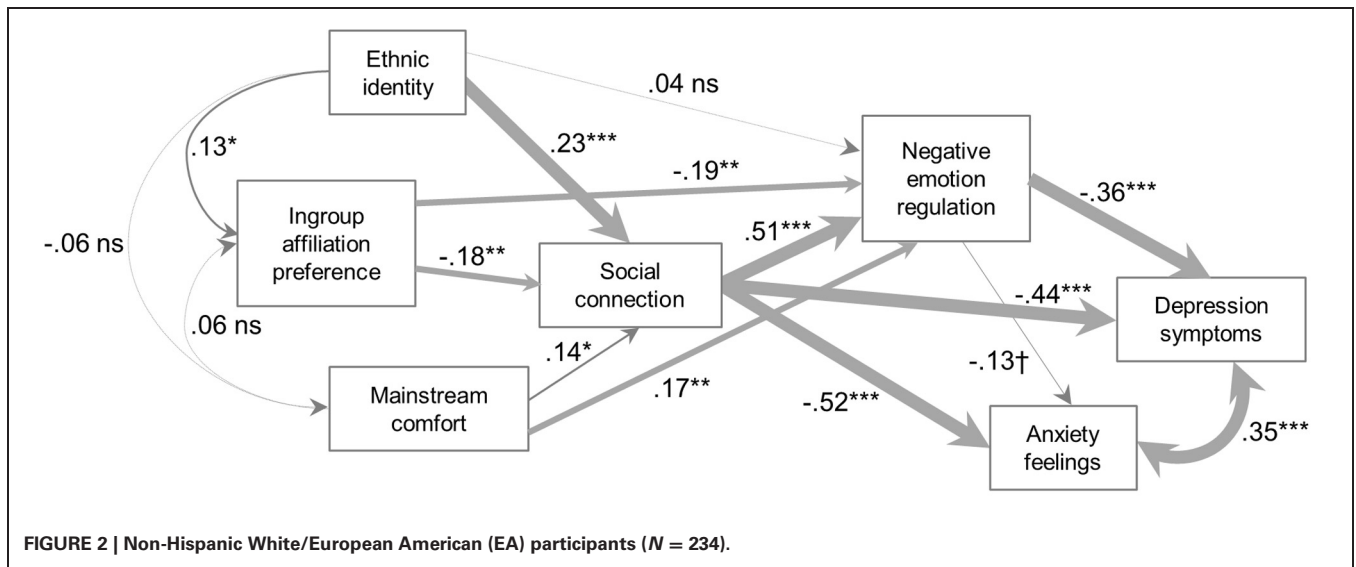 Ethnic
identity
.04 ns
.13*
.23***
Negative
emotion
regulation
-.19**
-.36***
Ingroup
affiliation
preference
-.06 ns
.51***
-.18**
Social
connection
-.44***
Depression
symptoms
.06 ns
.14*
-.13†
Mainstream
comfort
.17**
-.52***
Anxiety
feelings
.35***
FIGURE 2 | Non-Hispanic White/European American (EA) participants (N = 234).